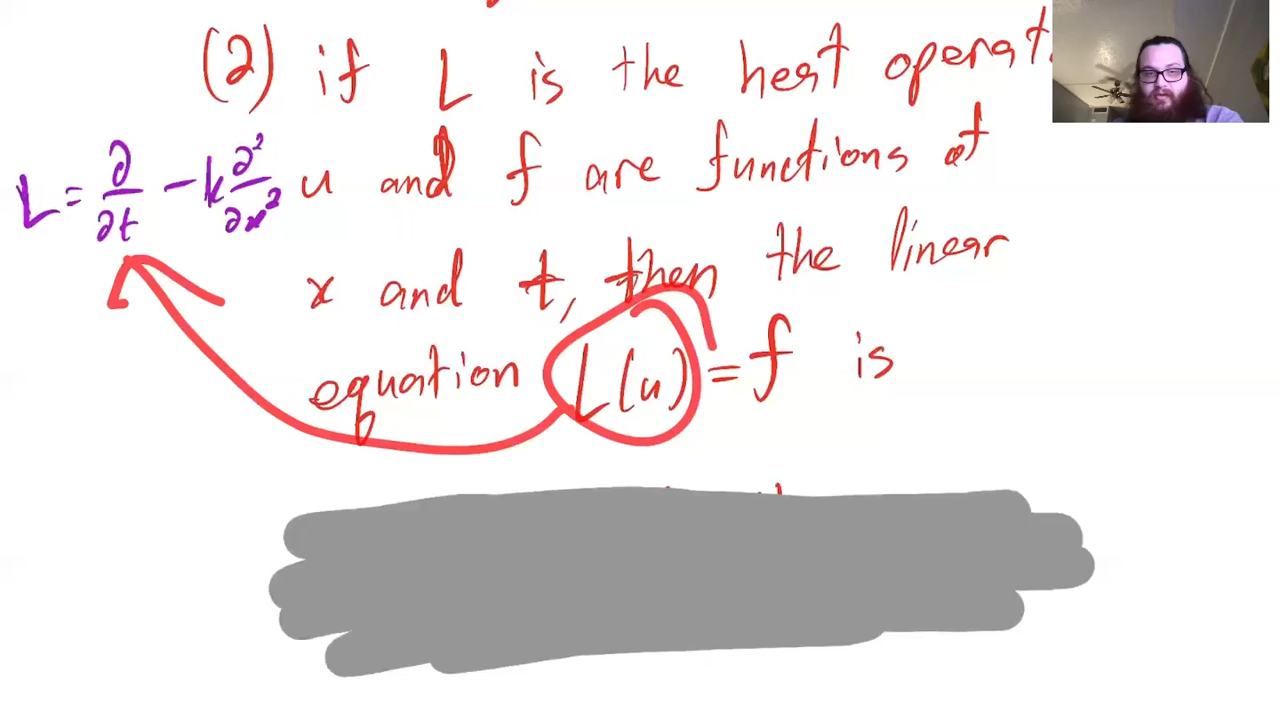 (2) if L is the heat operat
L = ∂/∂t - k ∂²/∂x² u and f are functions of
x and t, then the linear
equation L(u) = f is